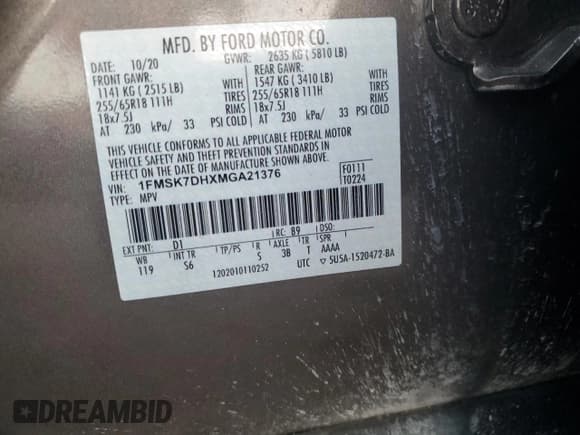 MFD. BY FORD MOTOR CO.
DATE: 10/20 GVWR: 2635 KG ( 5810 LB)
FRONT GAWR: REAR GAWR:
1141 KG ( 2515 LB) WITH 1547 KG ( 3410 LB) WITH
255/65R18 111H TIRES 255/65R18 111H TIRES
18x7.5J RIMS 18x7.5J RIMS
AT 230 kPa/ 33 PSI COLD AT 230 kPa/ 33 PSI COLD
THIS VEHICLE CONFORMS TO ALL APPLICABLE FEDERAL MOTOR
VEHICLE SAFETY AND THEFT PREVENTION STANDARDS IN
EFFECT ON THE DATE OF MANUFACTURE SHOWN ABOVE.
VIN: 1FMSK7DHXMGA21376 F0111
TYPE: MPV T0224
EXT PNT: D1 RC: 89 DSO:
WB INT TR TP/PS R AXLE TR SPR
119 S6 S 3B T AAAA
1202010110252 UTC ▽ 5U5A-1520472-BA
DREAMBID